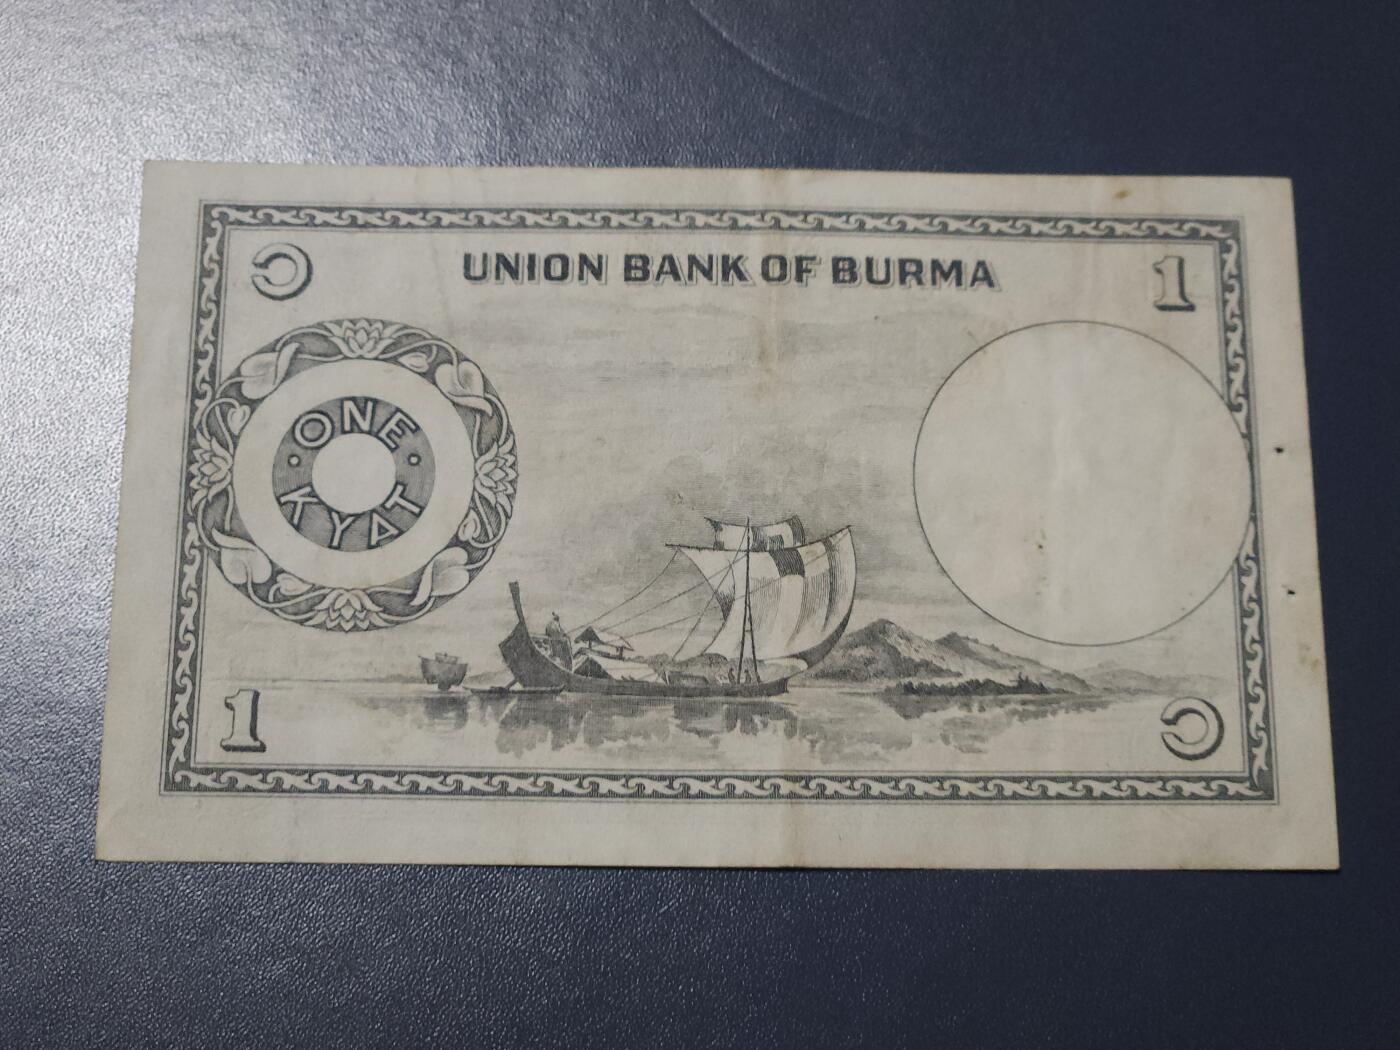 UNION BANK OF BURMA
၁
1
ONE
KYAT
1
၁